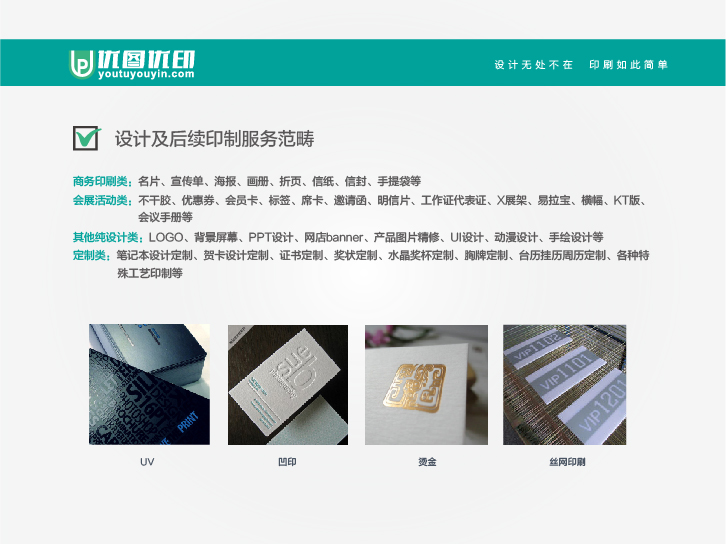 优图优印
youtuyouyin.com
设计无处不在 印刷如此简单
设计及后续印制服务范畴
商务印刷类：名片、宣传单、海报、画册、折页、信纸、信封、手提袋等
会展活动类：不干胶、优惠券、会员卡、标签、席卡、邀请函、明信片、工作证代表证、X展架、易拉宝、横幅、KT版、
会议手册等
其他纯设计类：LOGO、背景屏幕、PPT设计、网店banner、产品图片精修、UI设计、动漫设计、手绘设计等
定制类：笔记本设计定制、贺卡设计定制、证书定制、奖状定制、水晶奖杯定制、胸牌定制、台历挂历周历定制、各种特
殊工艺印制等
PRINT
VIP1102
VIP1101
VIP1201
UV
凹印
烫金
丝网印刷